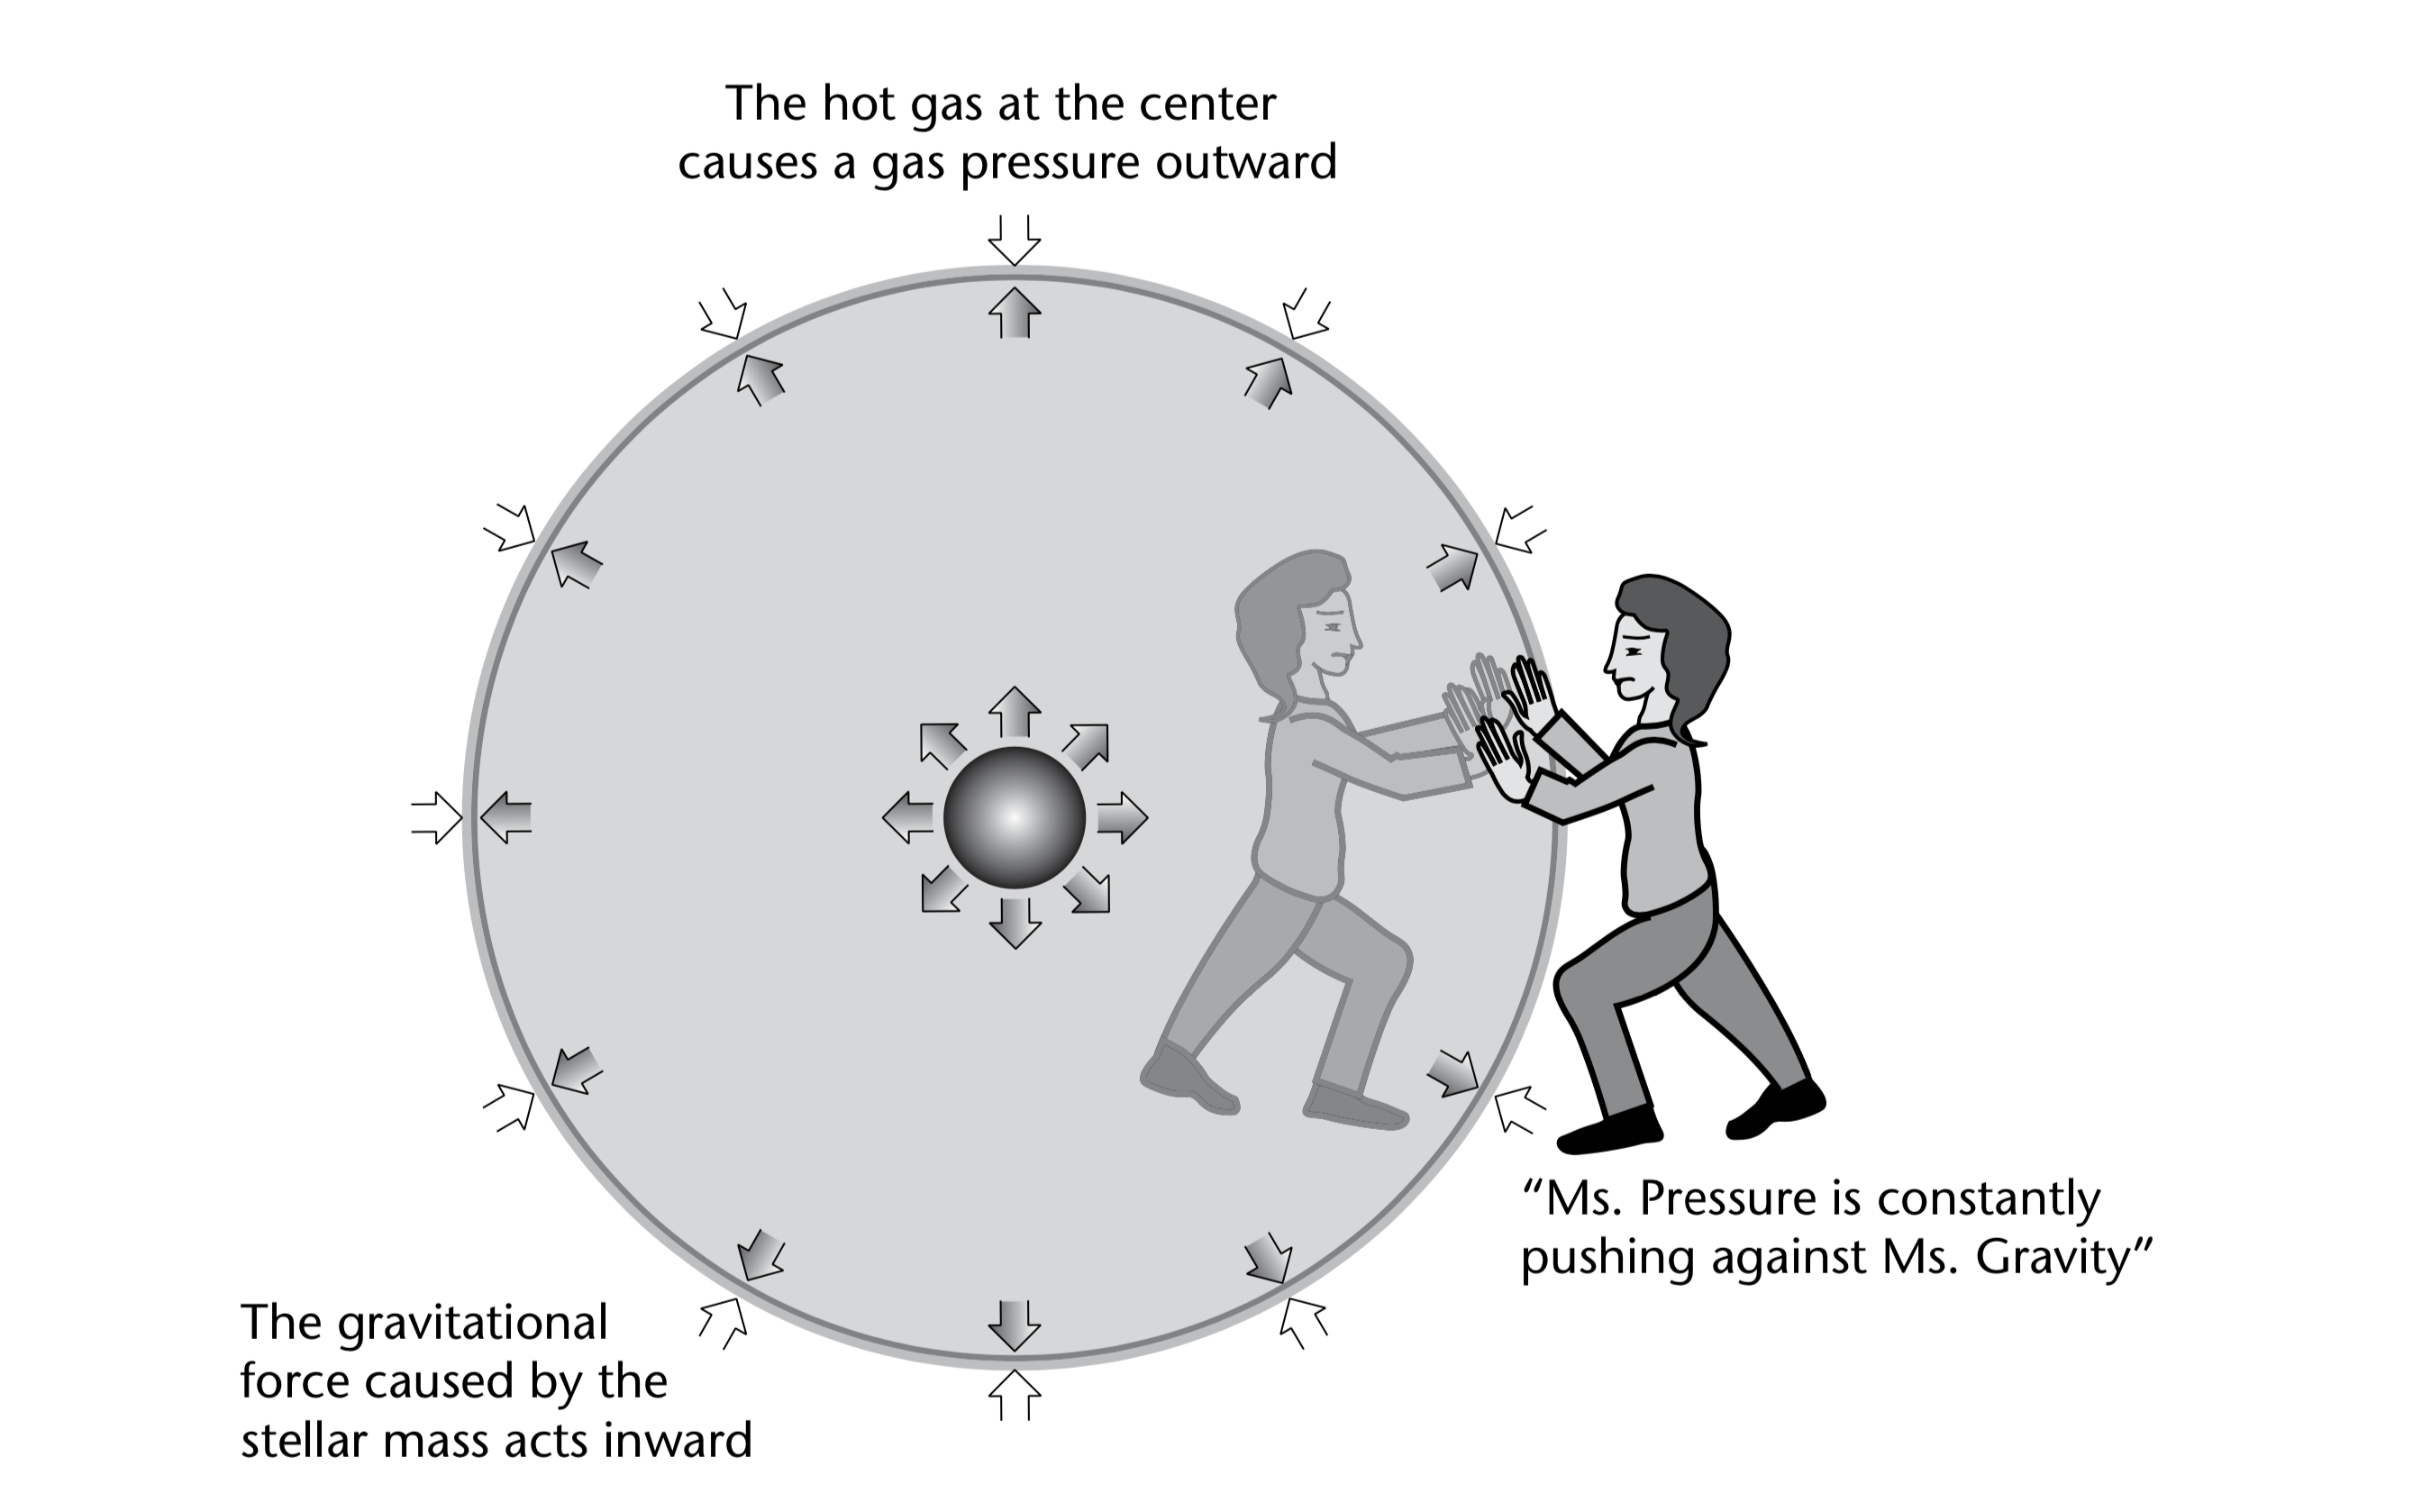 The hot gas at the center
causes a gas pressure outward
“Ms. Pressure is constantly
pushing against Ms. Gravity”
The gravitational
force caused by the
stellar mass acts inward